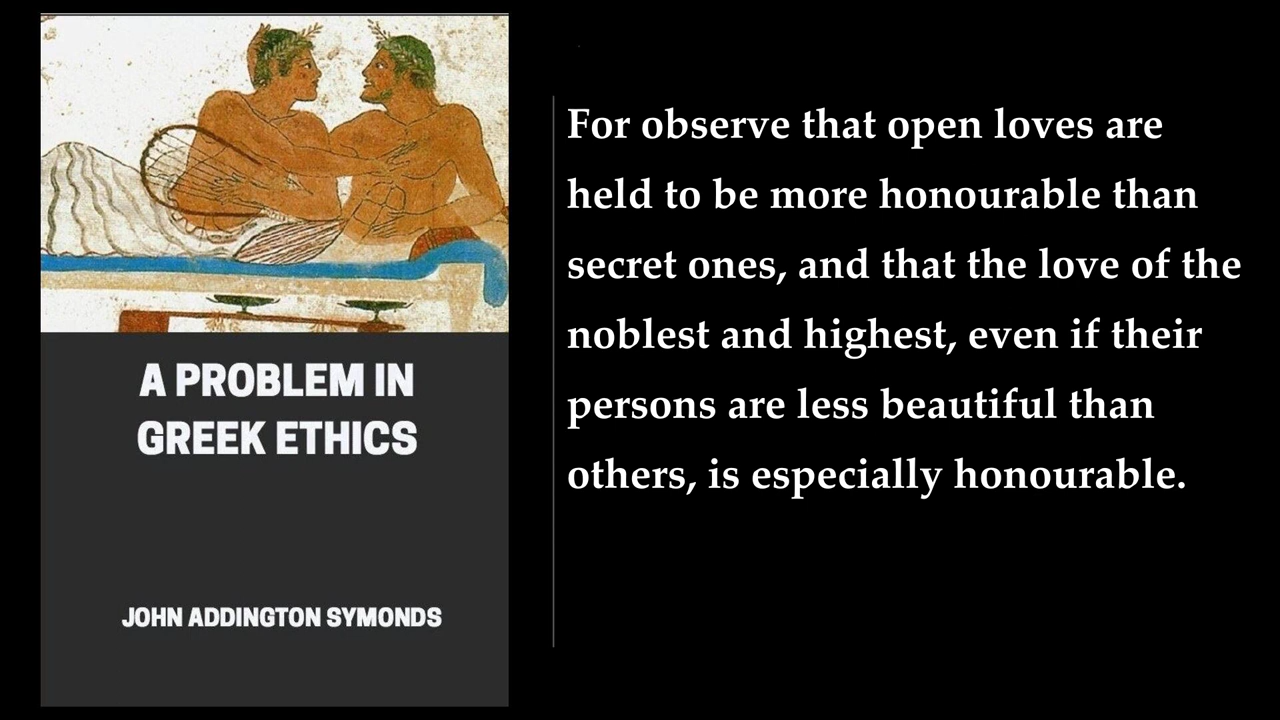 A PROBLEM IN
GREEK ETHICS
JOHN ADDINGTON SYMONDS
For observe that open loves are
held to be more honourable than
secret ones, and that the love of the
noblest and highest, even if their
persons are less beautiful than
others, is especially honourable.